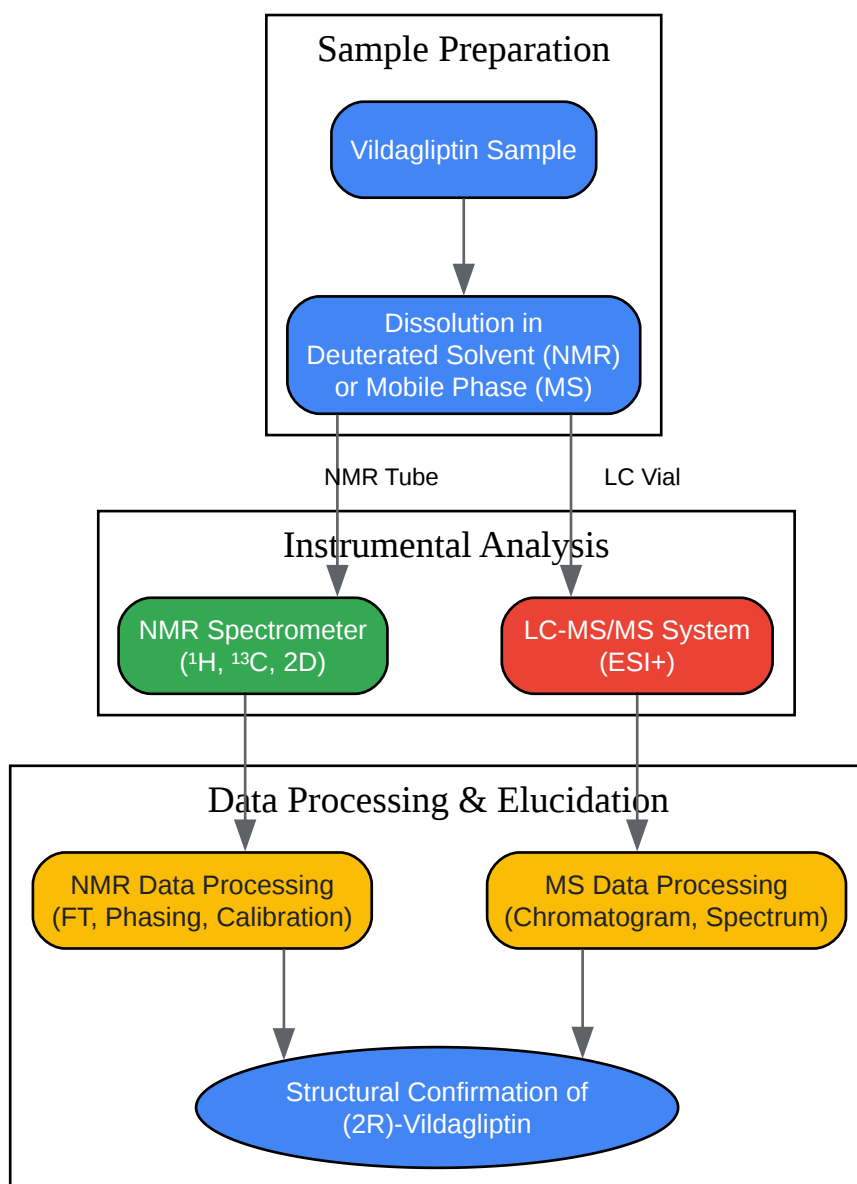 Sample Preparation
Vildagliptin Sample
Dissolution in
Deuterated Solvent (NMR)
or Mobile Phase (MS)
NMR Tube
LC Vial
Instrumental Analysis
NMR Spectrometer
(¹H, ¹³C, 2D)
LC-MS/MS System
(ESI+)
Data Processing & Elucidation
NMR Data Processing
(FT, Phasing, Calibration)
MS Data Processing
(Chromatogram, Spectrum)
Structural Confirmation of
(2R)-Vildagliptin